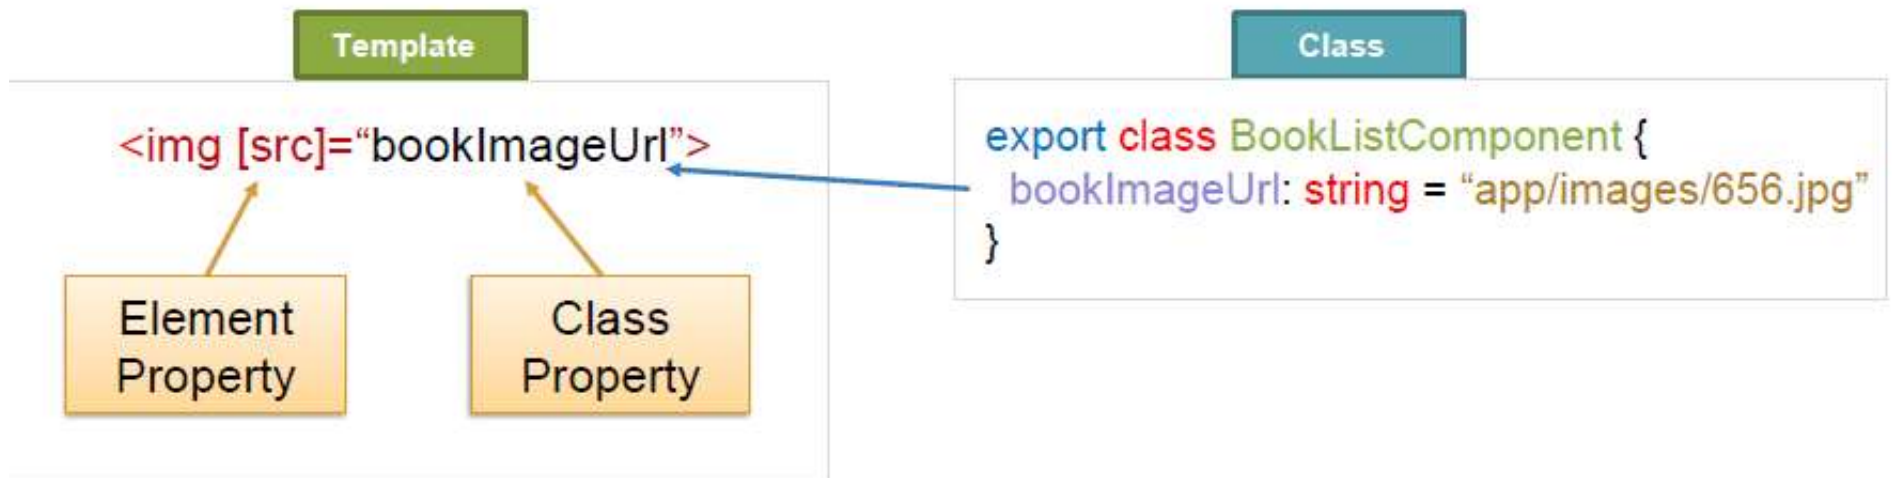 Template
<img [src]=“bookImageUrl”>
Element
Property
Class
Property
Class
export class BookListComponent {
bookImageUrl: string = “app/images/656.jpg”
}